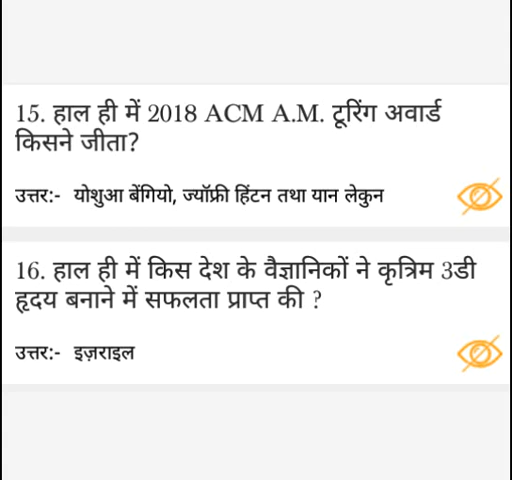 15. हाल ही में 2018 ACM A.M. टूरिंग अवार्ड
किसने जीता?
उत्तर:- योशुआ बेंगियो, ज्यॉफ्री हिंटन तथा यान लेकुन
16. हाल ही में किस देश के वैज्ञानिकों ने कृत्रिम 3डी
हृदय बनाने में सफलता प्राप्त की ?
उत्तर:- इज़राइल